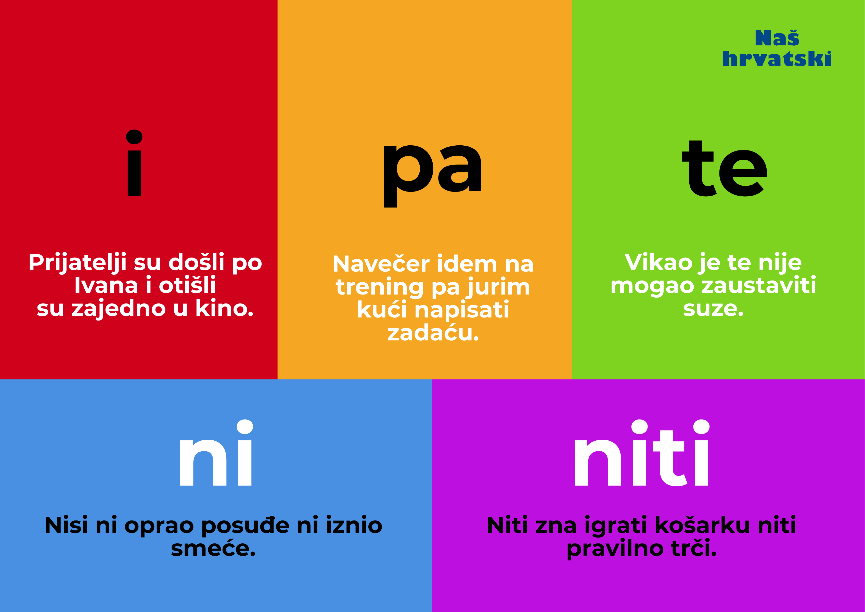 Naš
hrvatski
i
Prijatelji su došli po
Ivana i otišli
su zajedno u kino.
pa
Navečer idem na
trening pa jurim
kući napisati
zadaću.
te
Vikao je te nije
mogao zaustaviti
suze.
ni
Nisi ni oprao posuđe ni iznio
smeće.
niti
Niti zna igrati košarku niti
pravilno trči.